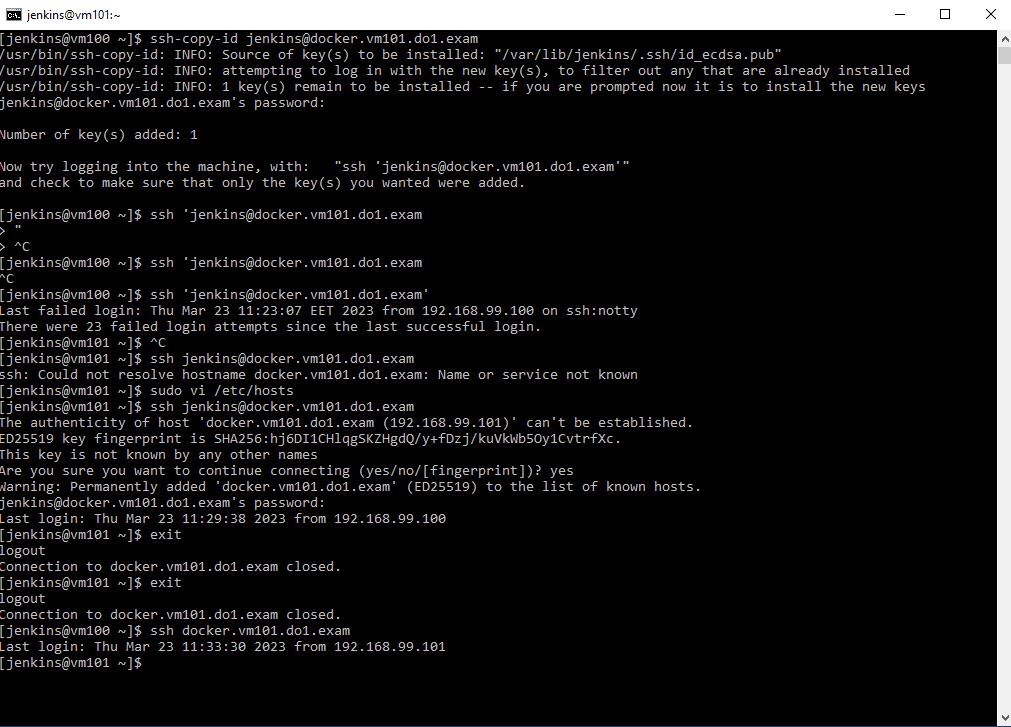 jenkins@vm101:~
[jenkins@vm100 ~]$ ssh-copy-id jenkins@docker.vm101.do1.exam
/usr/bin/ssh-copy-id: INFO: Source of key(s) to be installed: "/var/lib/jenkins/.ssh/id_ecdsa.pub"
/usr/bin/ssh-copy-id: INFO: attempting to log in with the new key(s), to filter out any that are already installed
/usr/bin/ssh-copy-id: INFO: 1 key(s) remain to be installed -- if you are prompted now it is to install the new keys
jenkins@docker.vm101.do1.exam's password:
Number of key(s) added: 1
Now try logging into the machine, with:   "ssh 'jenkins@docker.vm101.do1.exam'"
and check to make sure that only the key(s) you wanted were added.
[jenkins@vm100 ~]$ ssh 'jenkins@docker.vm101.do1.exam
> "
> ^C
[jenkins@vm100 ~]$ ssh 'jenkins@docker.vm101.do1.exam
^C
[jenkins@vm100 ~]$ ssh 'jenkins@docker.vm101.do1.exam'
Last failed login: Thu Mar 23 11:23:07 EET 2023 from 192.168.99.100 on ssh:notty
There were 23 failed login attempts since the last successful login.
[jenkins@vm101 ~]$ ^C
[jenkins@vm101 ~]$ ssh jenkins@docker.vm101.do1.exam
ssh: Could not resolve hostname docker.vm101.do1.exam: Name or service not known
[jenkins@vm101 ~]$ sudo vi /etc/hosts
[jenkins@vm101 ~]$ ssh jenkins@docker.vm101.do1.exam
The authenticity of host 'docker.vm101.do1.exam (192.168.99.101)' can't be established.
ED25519 key fingerprint is SHA256:hj6DI1CHlqgSKZHgdQ/y+fDzj/kuVkWb5Oy1CvtrfXc.
This key is not known by any other names
Are you sure you want to continue connecting (yes/no/[fingerprint])? yes
Warning: Permanently added 'docker.vm101.do1.exam' (ED25519) to the list of known hosts.
jenkins@docker.vm101.do1.exam's password:
Last login: Thu Mar 23 11:29:38 2023 from 192.168.99.100
[jenkins@vm101 ~]$ exit
logout
Connection to docker.vm101.do1.exam closed.
[jenkins@vm101 ~]$ exit
logout
Connection to docker.vm101.do1.exam closed.
[jenkins@vm100 ~]$ ssh docker.vm101.do1.exam
Last login: Thu Mar 23 11:33:30 2023 from 192.168.99.101
[jenkins@vm101 ~]$